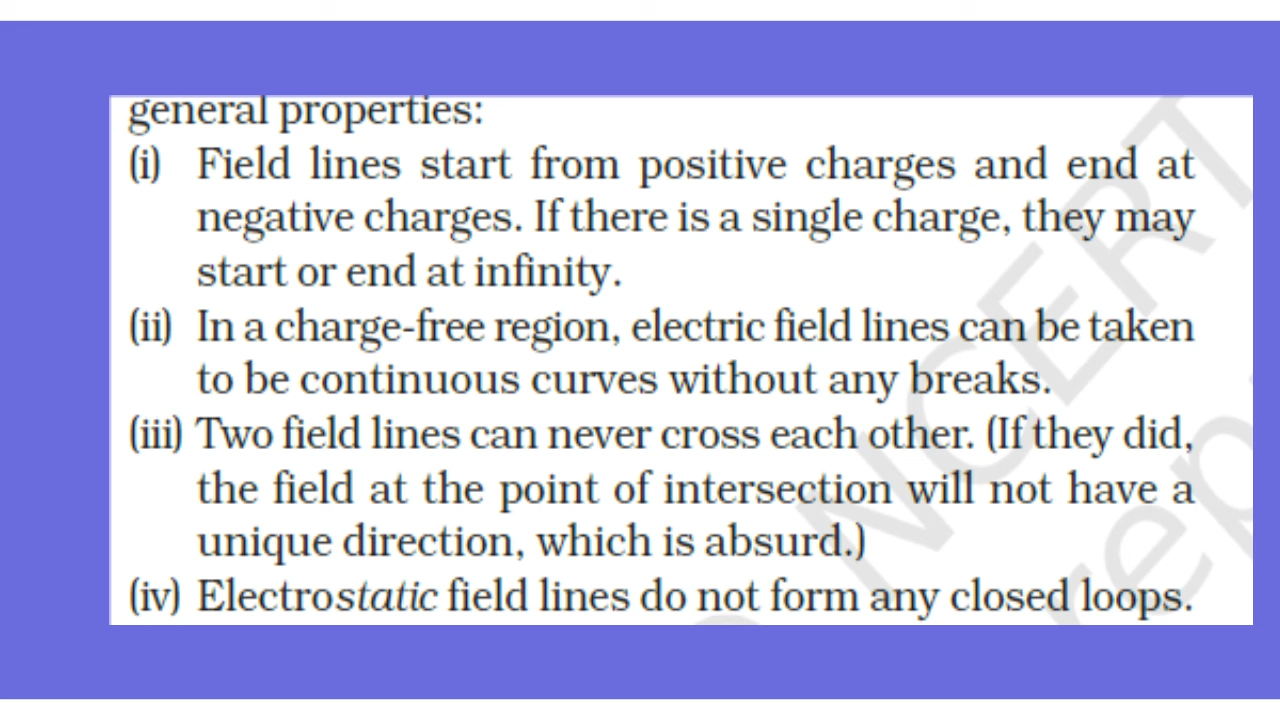 general properties:
(i) Field lines start from positive charges and end at
negative charges. If there is a single charge, they may
start or end at infinity.
(ii) In a charge-free region, electric field lines can be taken
to be continuous curves without any breaks.
(iii) Two field lines can never cross each other. (If they did,
the field at the point of intersection will not have a
unique direction, which is absurd.)
(iv) Electrostatic field lines do not form any closed loops.
NCERT